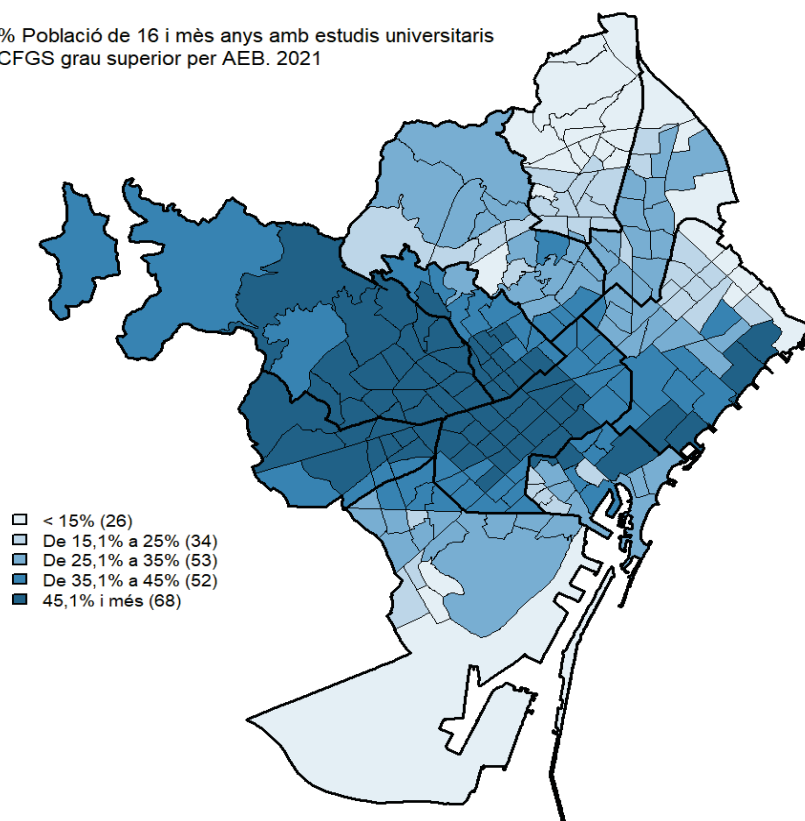 % Població de 16 i mès anys amb estudis universitaris
CFGS grau superior per AEB. 2021
< 15% (26)
De 15,1% a 25% (34)
De 25,1% a 35% (53)
De 35,1% a 45% (52)
45,1% i més (68)